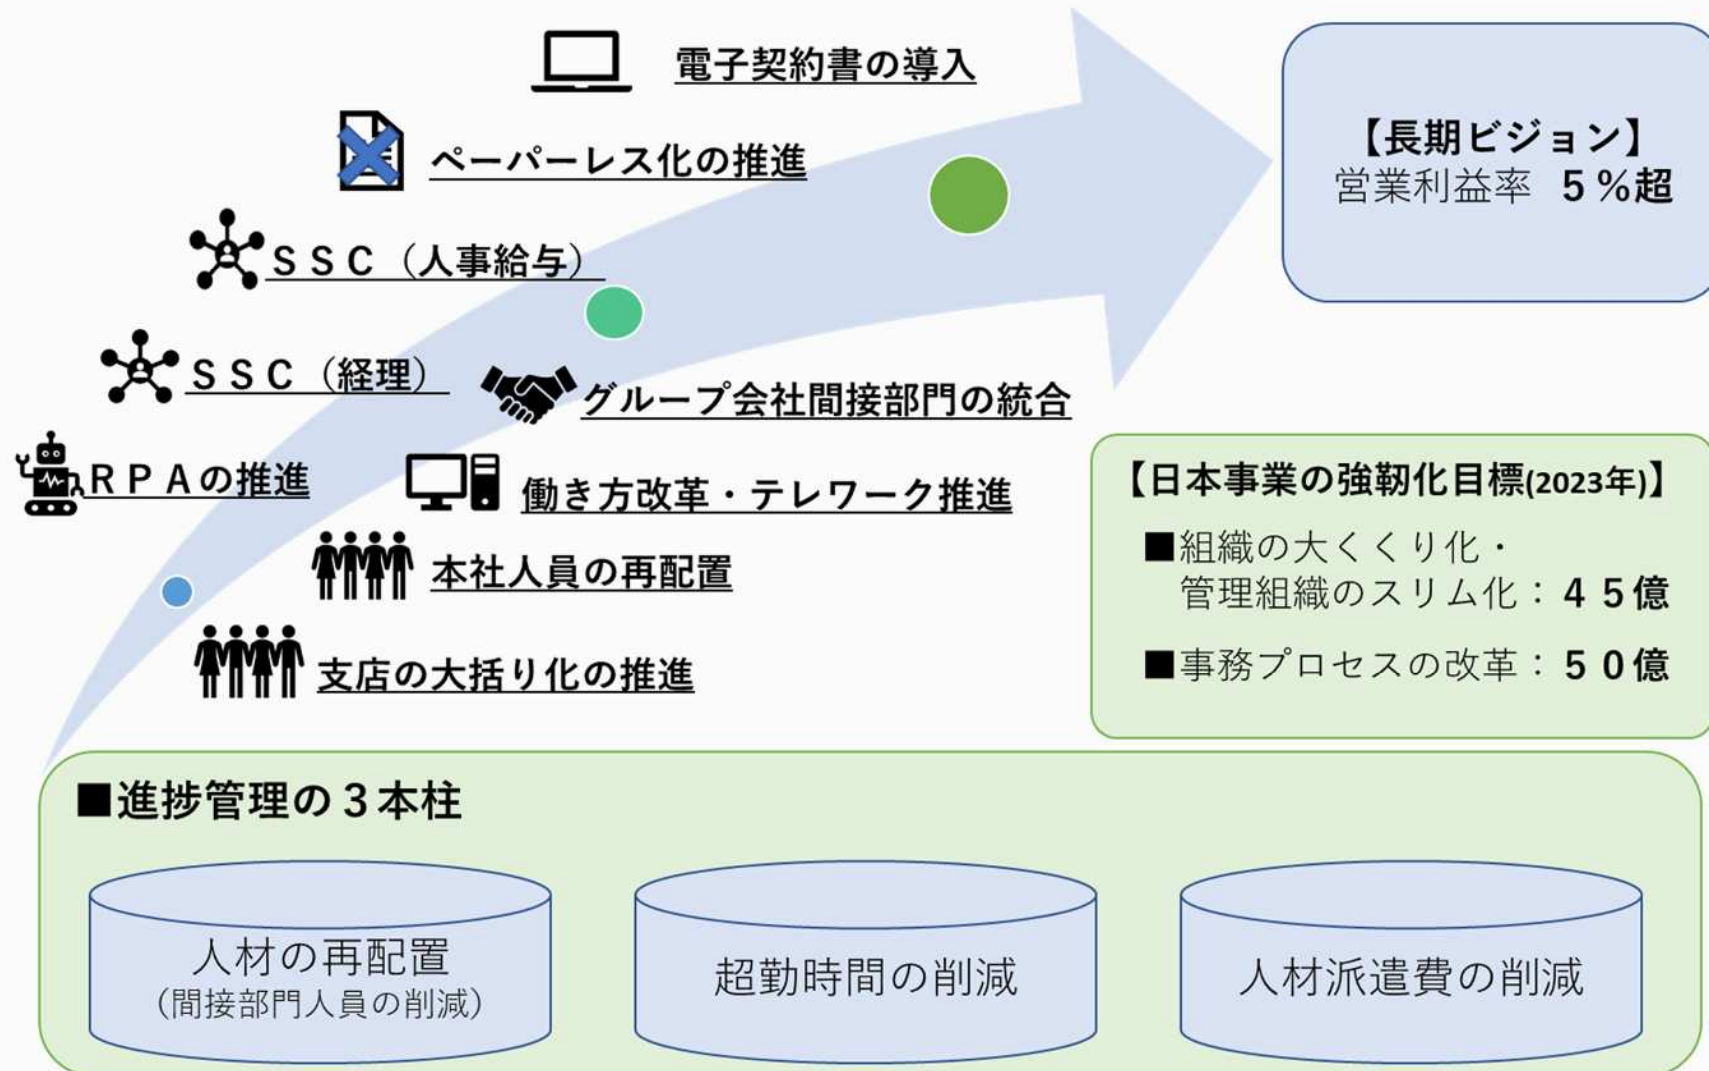 電子契約書の導入
ペーパーレス化の推進
ＳＳＣ（人事給与）
ＳＳＣ（経理）
ＲＰＡの推進
グループ会社間接部門の統合
働き方改革・テレワーク推進
本社人員の再配置
支店の大括り化の推進
【長期ビジョン】
営業利益率 ５％超
【日本事業の強靭化目標(2023年)】
■組織の大くくり化・
管理組織のスリム化：４５億
■事務プロセスの改革：５０億
■進捗管理の３本柱
人材の再配置
（間接部門人員の削減）
超勤時間の削減
人材派遣費の削減